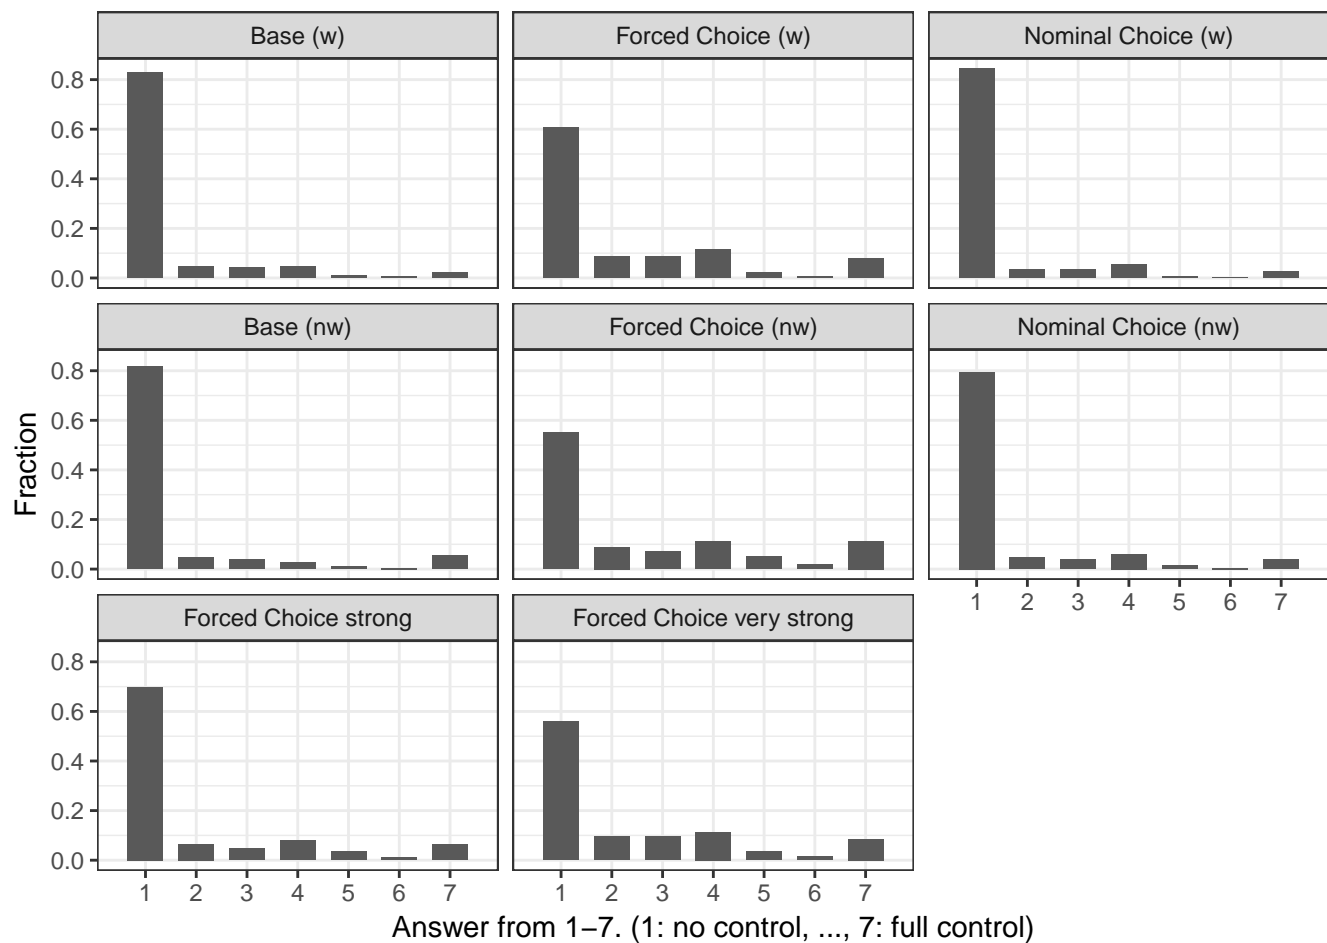 Base (w)
Forced Choice (w)
Nominal Choice (w)
0.8
0.6
0.4
0.2
0.0
Base (nw)
Forced Choice (nw)
Nominal Choice (nw)
0.8
0.6
0.4
0.2
0.0
1 2 3 4 5 6 7
Forced Choice strong
Forced Choice very strong
0.8
0.6
0.4
0.2
0.0
1 2 3 4 5 6 7
1 2 3 4 5 6 7
Fraction
Answer from 1−7. (1: no control, ..., 7: full control)